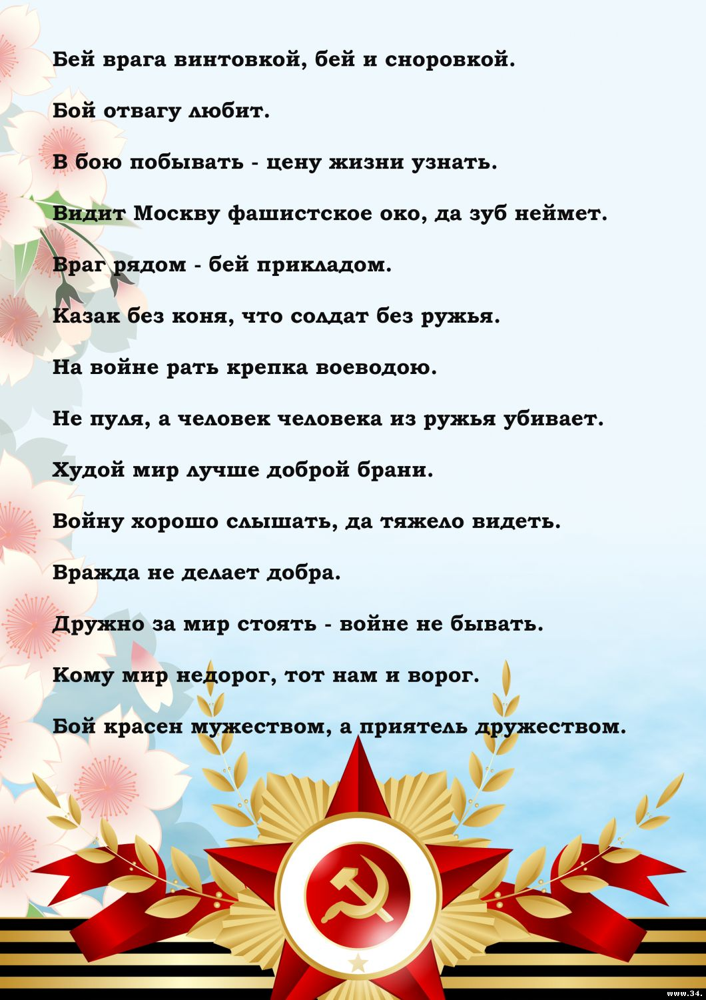 Бей врага винтовкой, бей и сноровкой.
Бой отвагу любит.
В бою побывать - цену жизни узнать.
Видит Москву фашистское око, да зуб неймет.
Враг рядом - бей прикладом.
Казак без коня, что солдат без ружья.
На войне рать крепка воеводою.
Не пуля, а человек человека из ружья убивает.
Худой мир лучше доброй брани.
Войну хорошо слышать, да тяжело видеть.
Вражда не делает добра.
Дружно за мир стоять - войне не бывать.
Кому мир недорог, тот нам и ворог.
Бой красен мужеством, а приятель дружеством.
www.34.